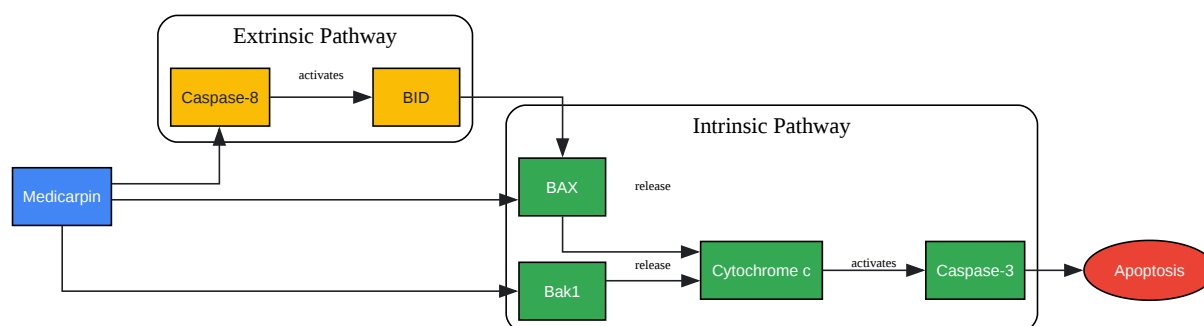 Extrinsic Pathway
activates
Caspase-8
BID
Intrinsic Pathway
Medicarpin
BAX
release
release
Cytochrome c
activates
Caspase-3
Apoptosis
Bak1